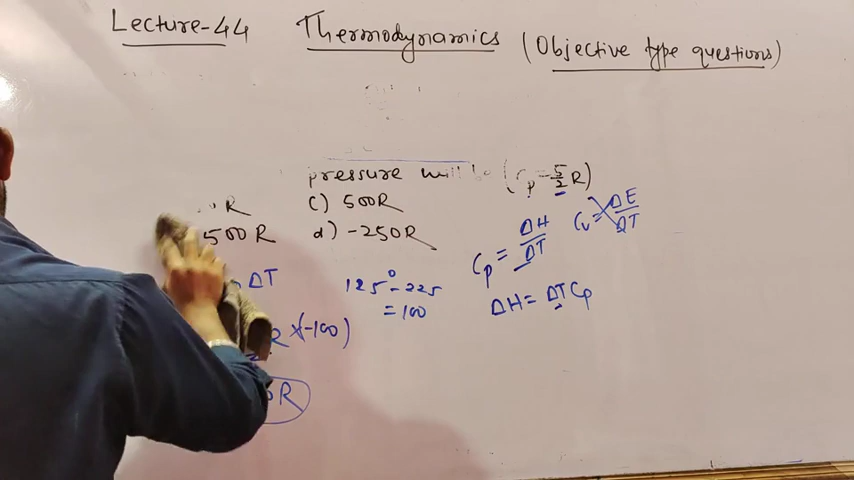 Lecture-44 Thermodynamics (Objective type questions)
pressure will be (Cp = 5/2 R)
R c) 500R
500 R d) -250R
Cp = ΔH/ΔT Cv = ΔE/ΔT
ΔT 125° - 225
= 100
ΔH = ΔT Cp
R × (-100)
R